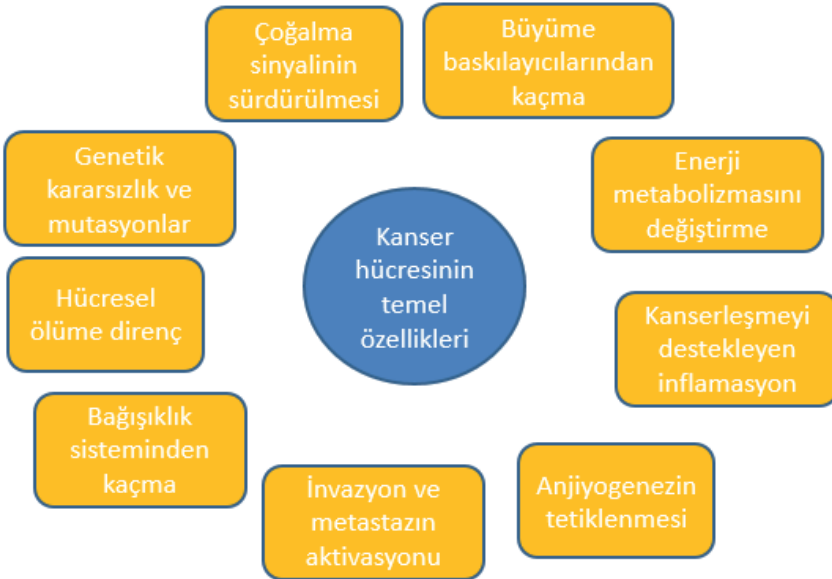 Çoğalma
sinyalinin
sürdürülmesi
Büyüme
baskılayıcılarından
kaçma
Genetik
kararsızlık ve
mutasyonlar
Enerji
metabolizmasını
değiştirme
Kanser
hücresinin
temel
özellikleri
Hücresel
ölüme direnç
Kanserleşmeyi
destekleyen
inflamasyon
Bağışıklık
sisteminden
kaçma
İnvazyon ve
metastazın
aktivasyonu
Anjiyogenezin
tetiklenmesi